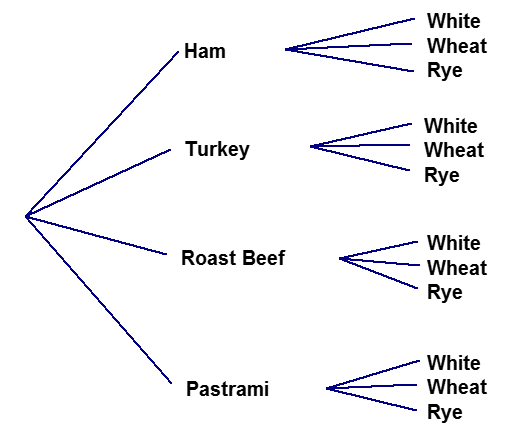 Ham
White
Wheat
Rye
Turkey
White
Wheat
Rye
Roast Beef
White
Wheat
Rye
Pastrami
White
Wheat
Rye